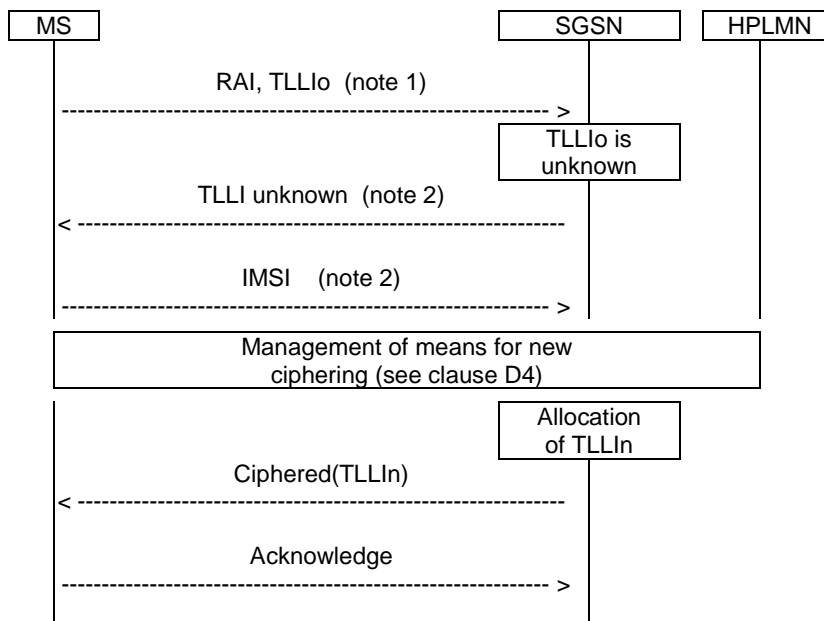 MS
SGSN
HPLMN
RAI, TLLIo (note 1)
TLLIo is
unknown
TLLI unknown (note 2)
IMSI (note 2)
Management of means for new
ciphering (see clause D4)
Allocation
of TLLIn
Ciphered(TLLIn)
Acknowledge